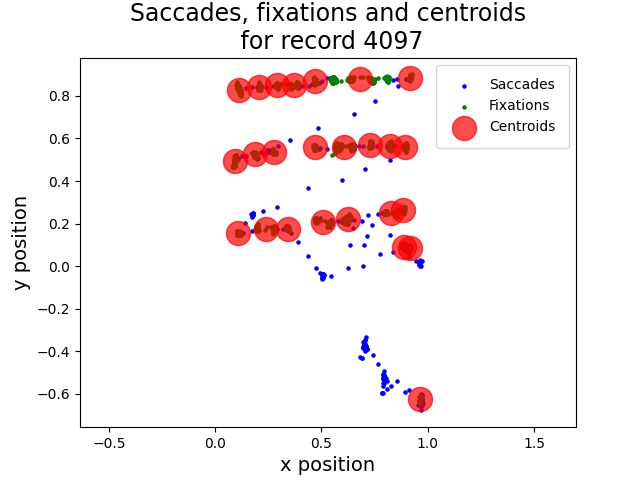 Saccades, fixations and centroids
for record 4097
Saccades
Fixations
Centroids
0.8
0.6
0.4
0.2
0.0
−0.2
−0.4
−0.6
y position
−0.5
0.0
0.5
1.0
1.5
x position